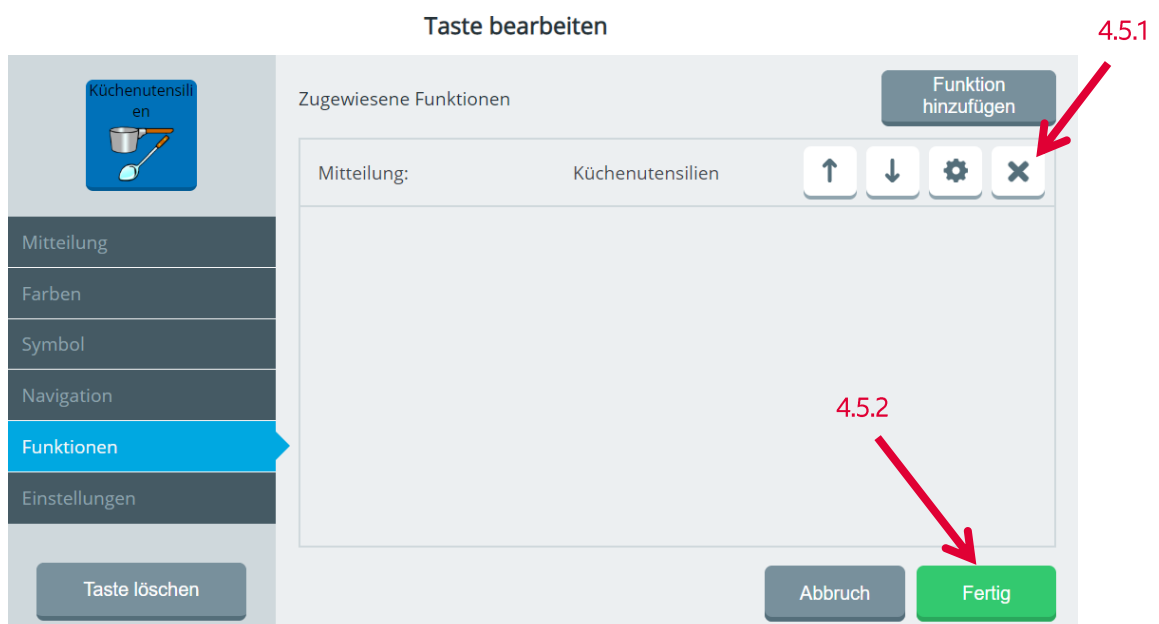 Taste bearbeiten
4.5.1
Küchenutensili
en
Zugewiesene Funktionen
Funktion
hinzufügen
Mitteilung: Küchenutensilien
Mitteilung
Farben
Symbol
Navigation
Funktionen
Einstellungen
4.5.2
Taste löschen
Abbruch
Fertig